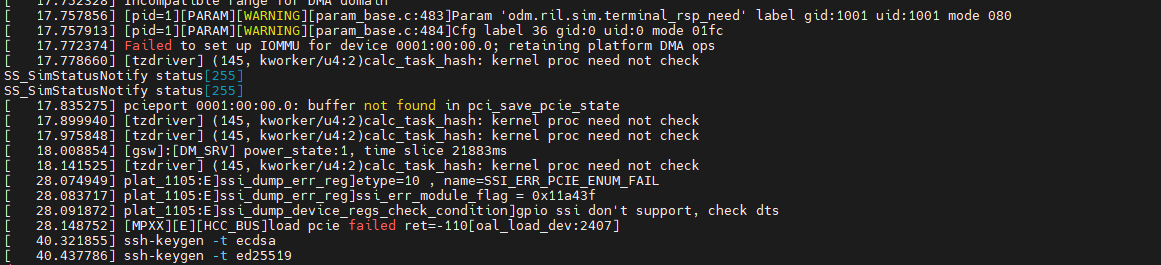 [   17.752328] Incompatible range for DMA domain
[   17.757856] [pid=1][PARAM][WARNING][param_base.c:483]Param 'odm.ril.sim.terminal_rsp_need' label gid:1001 uid:1001 mode 080
[   17.757913] [pid=1][PARAM][WARNING][param_base.c:484]Cfg label 36 gid:0 uid:0 mode 01fc
[   17.772374] Failed to set up IOMMU for device 0001:00:00.0; retaining platform DMA ops
[   17.778660] [tzdriver] (145, kworker/u4:2)calc_task_hash: kernel proc need not check
SS_SimStatusNotify status[255]
SS_SimStatusNotify status[255]
[   17.835275] pcieport 0001:00:00.0: buffer not found in pci_save_pcie_state
[   17.899940] [tzdriver] (145, kworker/u4:2)calc_task_hash: kernel proc need not check
[   17.975848] [tzdriver] (145, kworker/u4:2)calc_task_hash: kernel proc need not check
[   18.008854] [gsw]:[DM_SRV] power_state:1, time slice 21883ms
[   18.141525] [tzdriver] (145, kworker/u4:2)calc_task_hash: kernel proc need not check
[   28.074949] plat_1105:E]ssi_dump_err_reg]etype=10 , name=SSI_ERR_PCIE_ENUM_FAIL
[   28.083717] plat_1105:E]ssi_dump_err_reg]ssi_err_module_flag = 0x11a43f
[   28.091872] plat_1105:E]ssi_dump_device_regs_check_condition]gpio ssi don't support, check dts
[   28.148752] [MPXX][E][HCC_BUS]load pcie failed ret=-110[oal_load_dev:2407]
[   40.321855] ssh-keygen -t ecdsa
[   40.437786] ssh-keygen -t ed25519